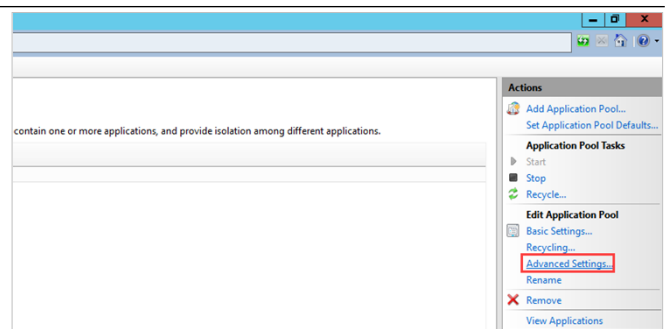 Actions
Add Application Pool...
Set Application Pool Defaults...
contain one or more applications, and provide isolation among different applications.
Application Pool Tasks
Start
Stop
Recycle...
Edit Application Pool
Basic Settings...
Recycling...
Advanced Settings...
Rename
Remove
View Applications